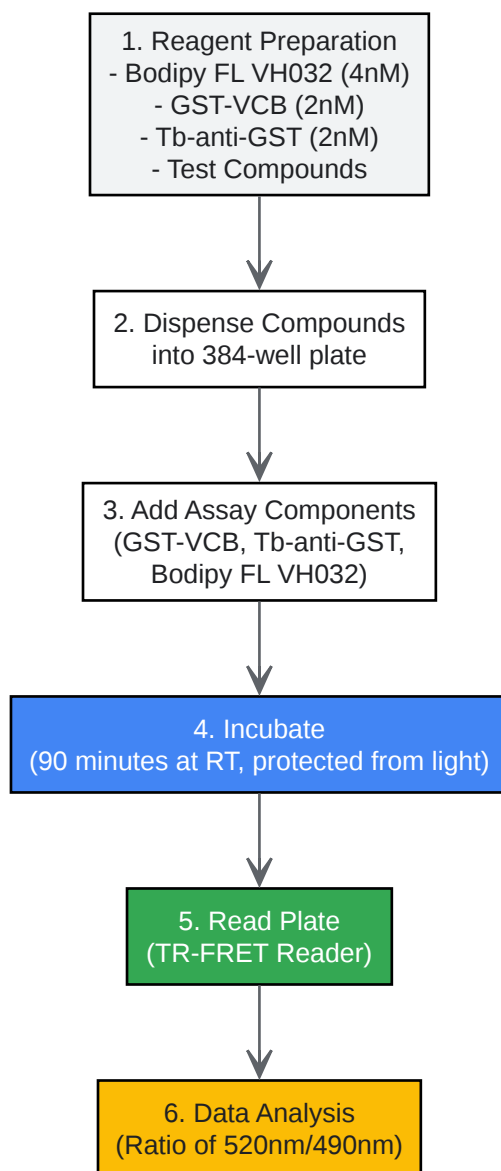 1. Reagent Preparation
- Bodipy FL VH032 (4nM)
- GST-VCB (2nM)
- Tb-anti-GST (2nM)
- Test Compounds
2. Dispense Compounds
into 384-well plate
3. Add Assay Components
(GST-VCB, Tb-anti-GST,
Bodipy FL VH032)
4. Incubate
(90 minutes at RT, protected from light)
5. Read Plate
(TR-FRET Reader)
6. Data Analysis
(Ratio of 520nm/490nm)